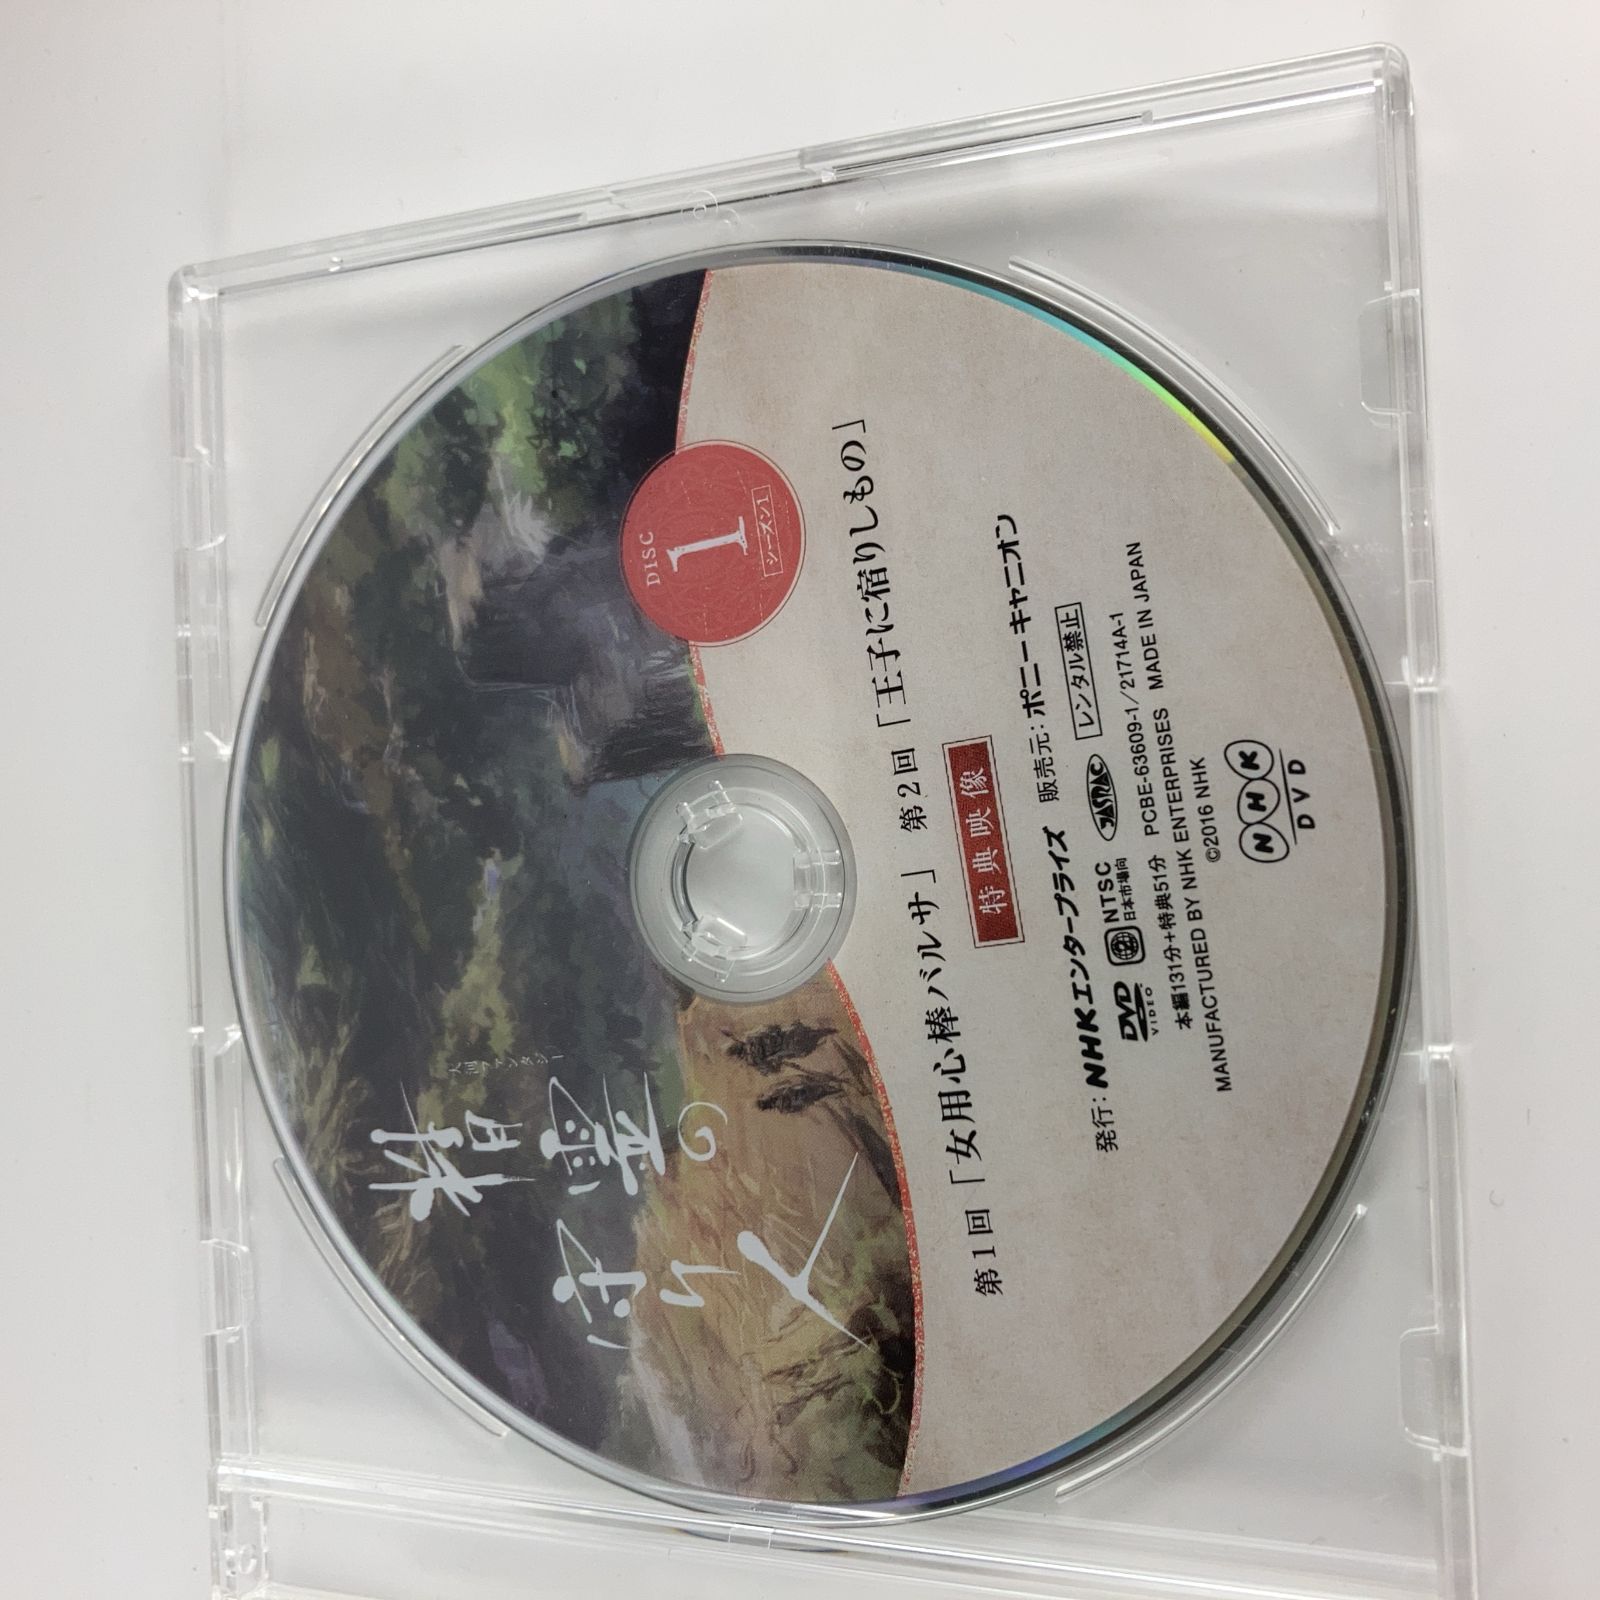 大河ファンタジー
精霊の
守り人
DISC
1
シーズン1
第1回「女用心棒バルサ」 第2回「王子に宿りしもの」
特典映像
発行:NHKエンタープライズ 販売元:ポニーキャニオン
DVD VIDEO 2 NTSC 日本市場向 JASRAC レンタル禁止
本編131分+特典51分 PCBE-63609-1/21714A-1
MANUFACTURED BY NHK ENTERPRISES MADE IN JAPAN
©2016 NHK
NHK
DVD